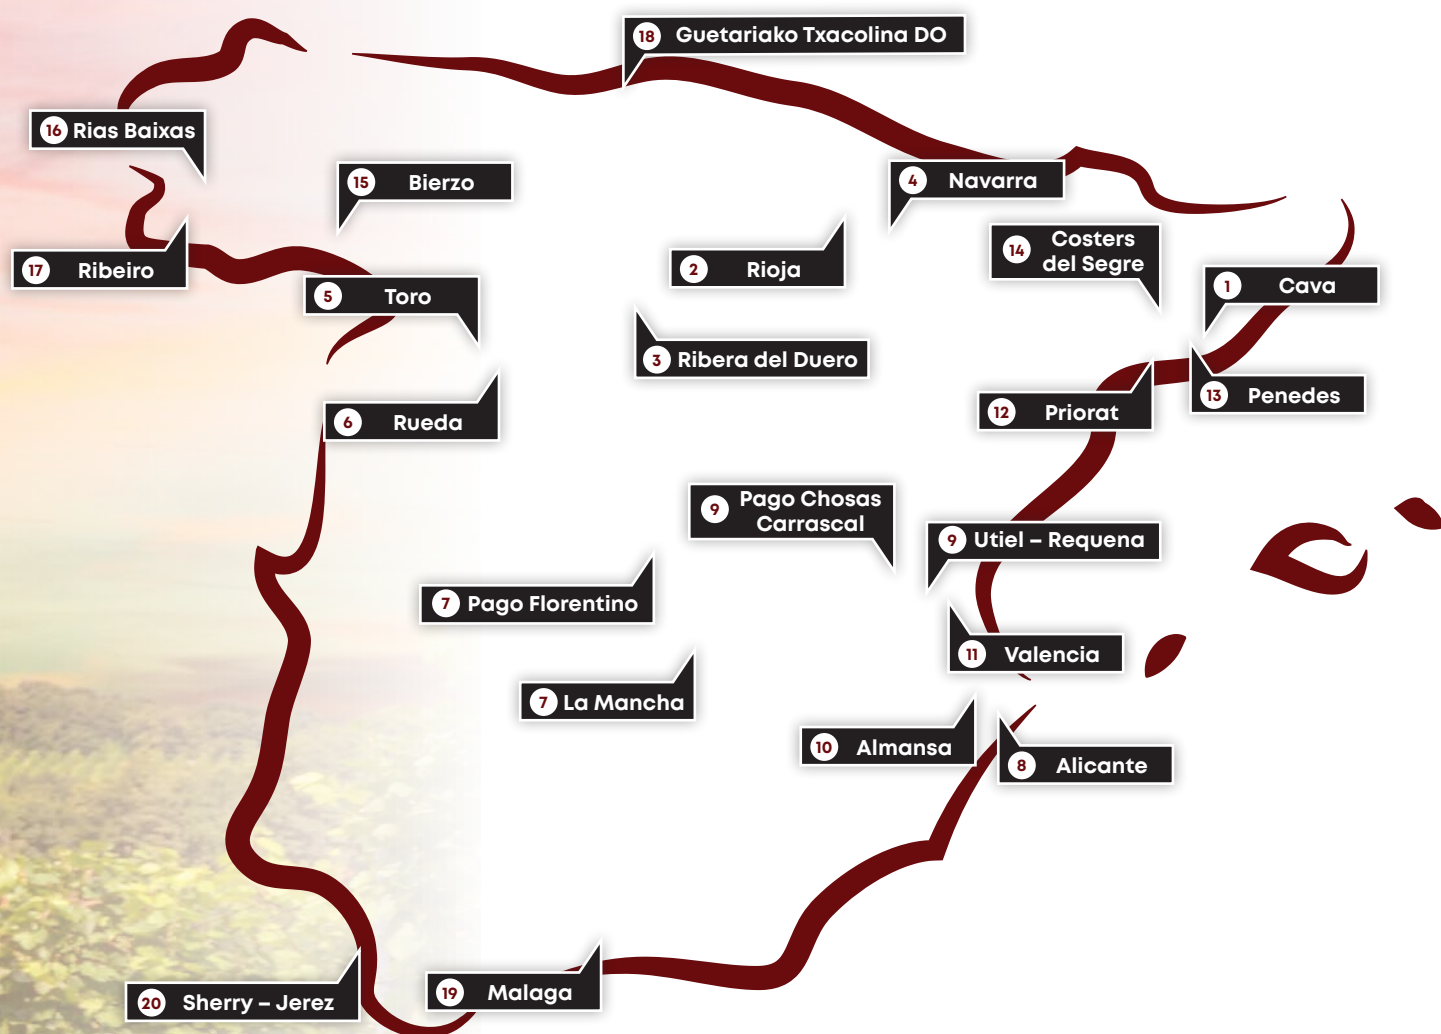 18 Guetariako Txacolina DO
16 Rias Baixas
15 Bierzo
4 Navarra
14 Costers
del Segre
17 Ribeiro
2 Rioja
5 Toro
1 Cava
3 Ribera del Duero
13 Penedes
12 Priorat
6 Rueda
9 Pago Chosas
Carrascal
9 Utiel – Requena
7 Pago Florentino
11 Valencia
7 La Mancha
10 Almansa
8 Alicante
20 Sherry – Jerez
19 Malaga